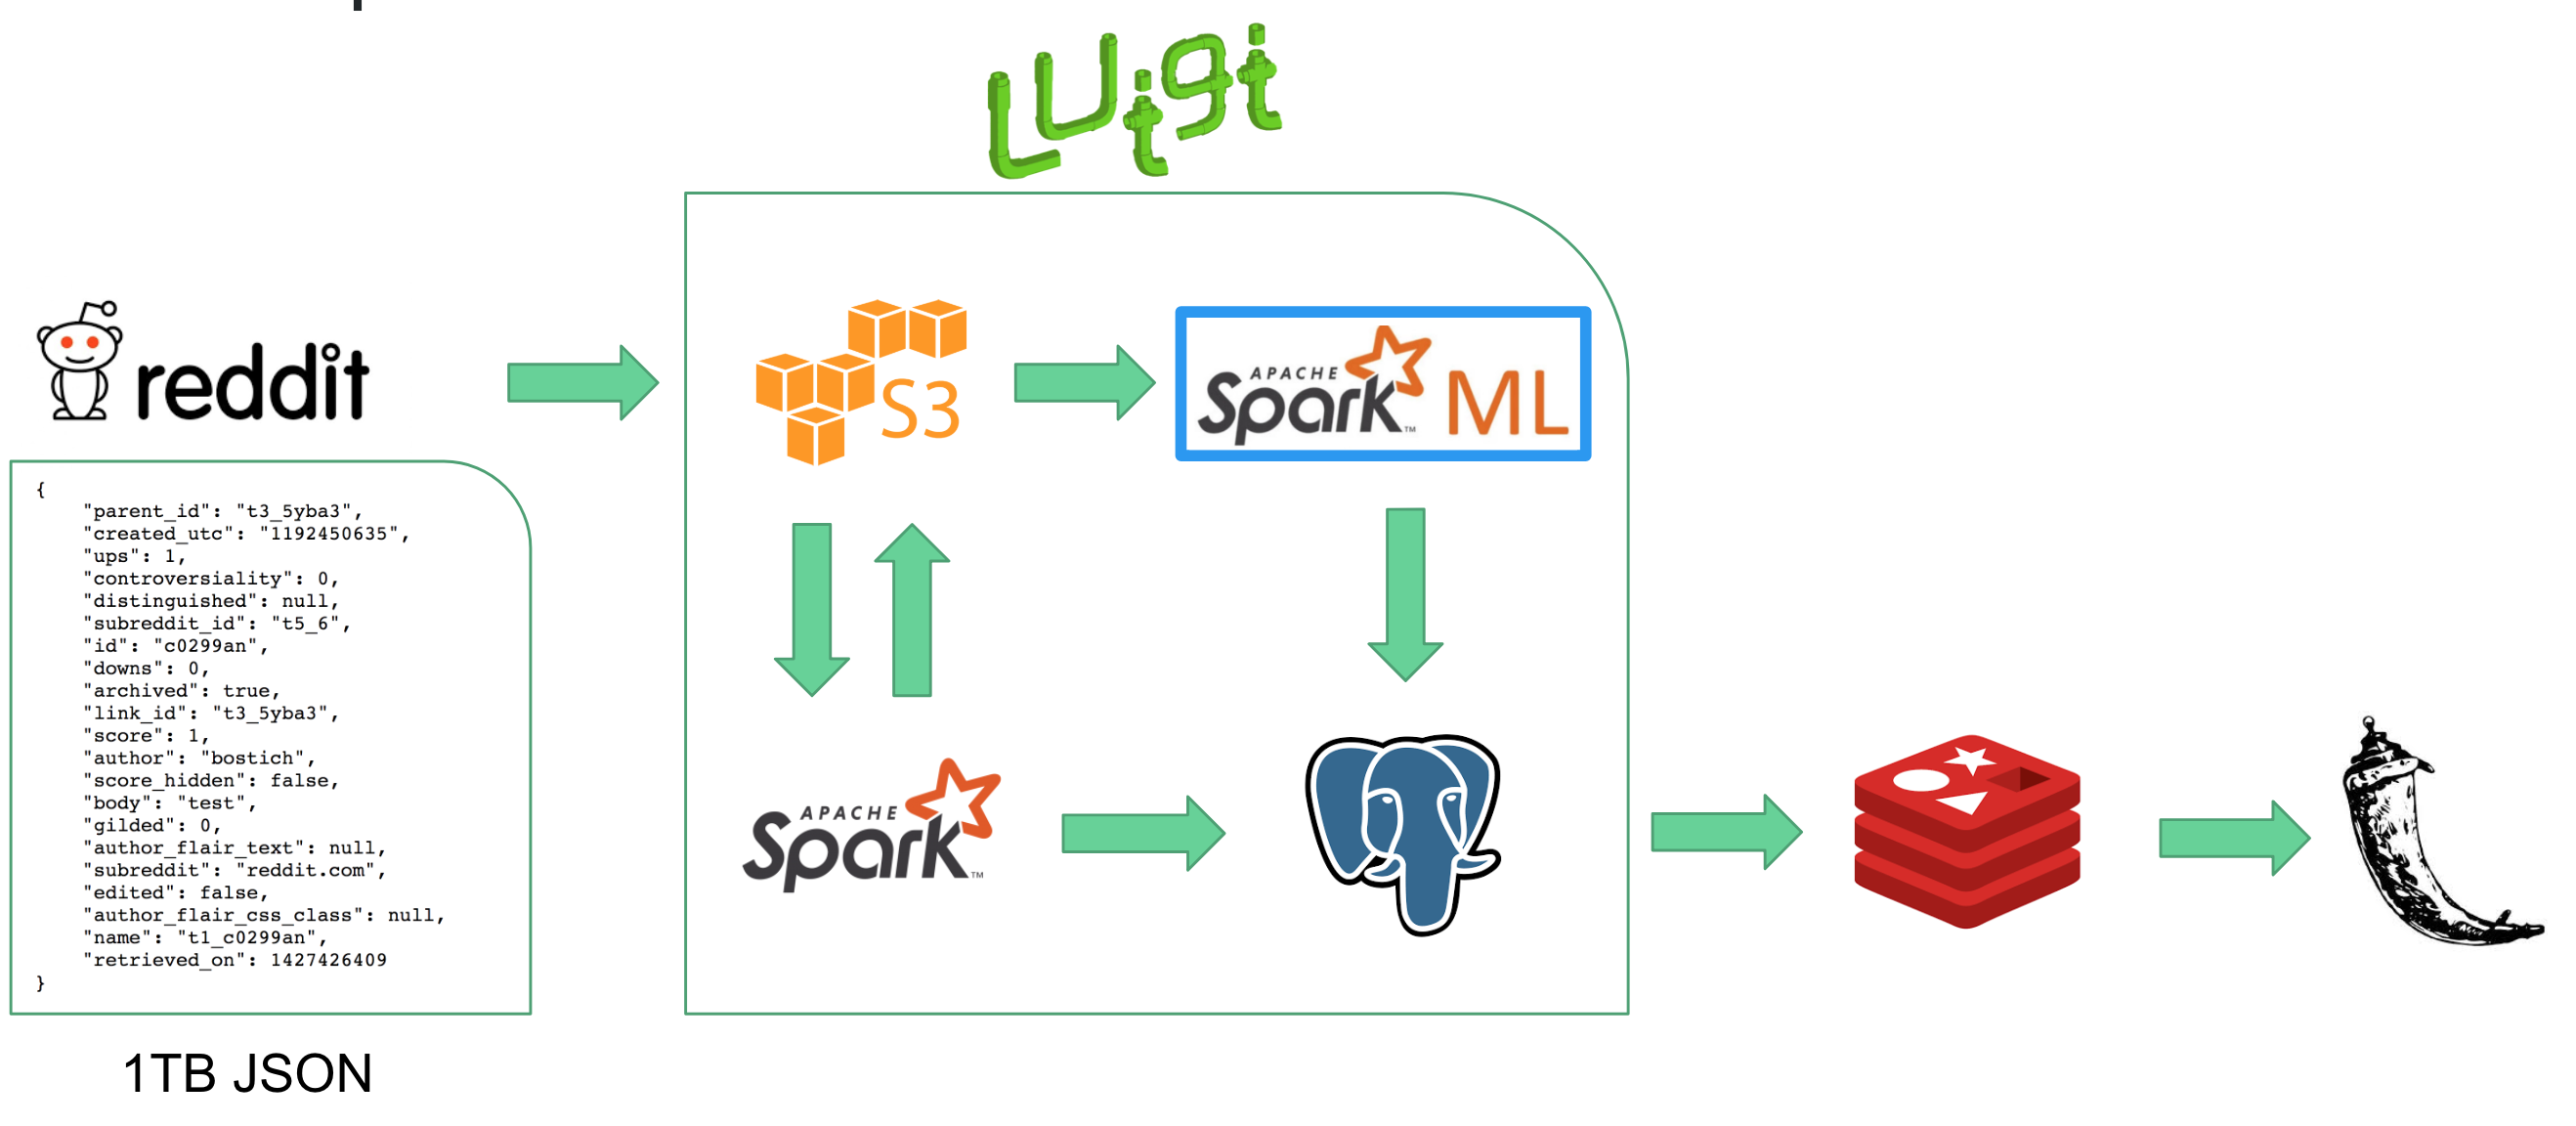 Luigi
reddit
S3
APACHE
Spark™ ML
{
"parent_id": "t3_5yba3",
"created_utc": "1192450635",
"ups": 1,
"controversiality": 0,
"distinguished": null,
"subreddit_id": "t5_6",
"id": "c0299an",
"downs": 0,
"archived": true,
"link_id": "t3_5yba3",
"score": 1,
"author": "bostich",
"score_hidden": false,
"body": "test",
"gilded": 0,
"author_flair_text": null,
"subreddit": "reddit.com",
"edited": false,
"author_flair_css_class": null,
"name": "t1_c0299an",
"retrieved_on": 1427426409
}
APACHE
Spark™
1TB JSON